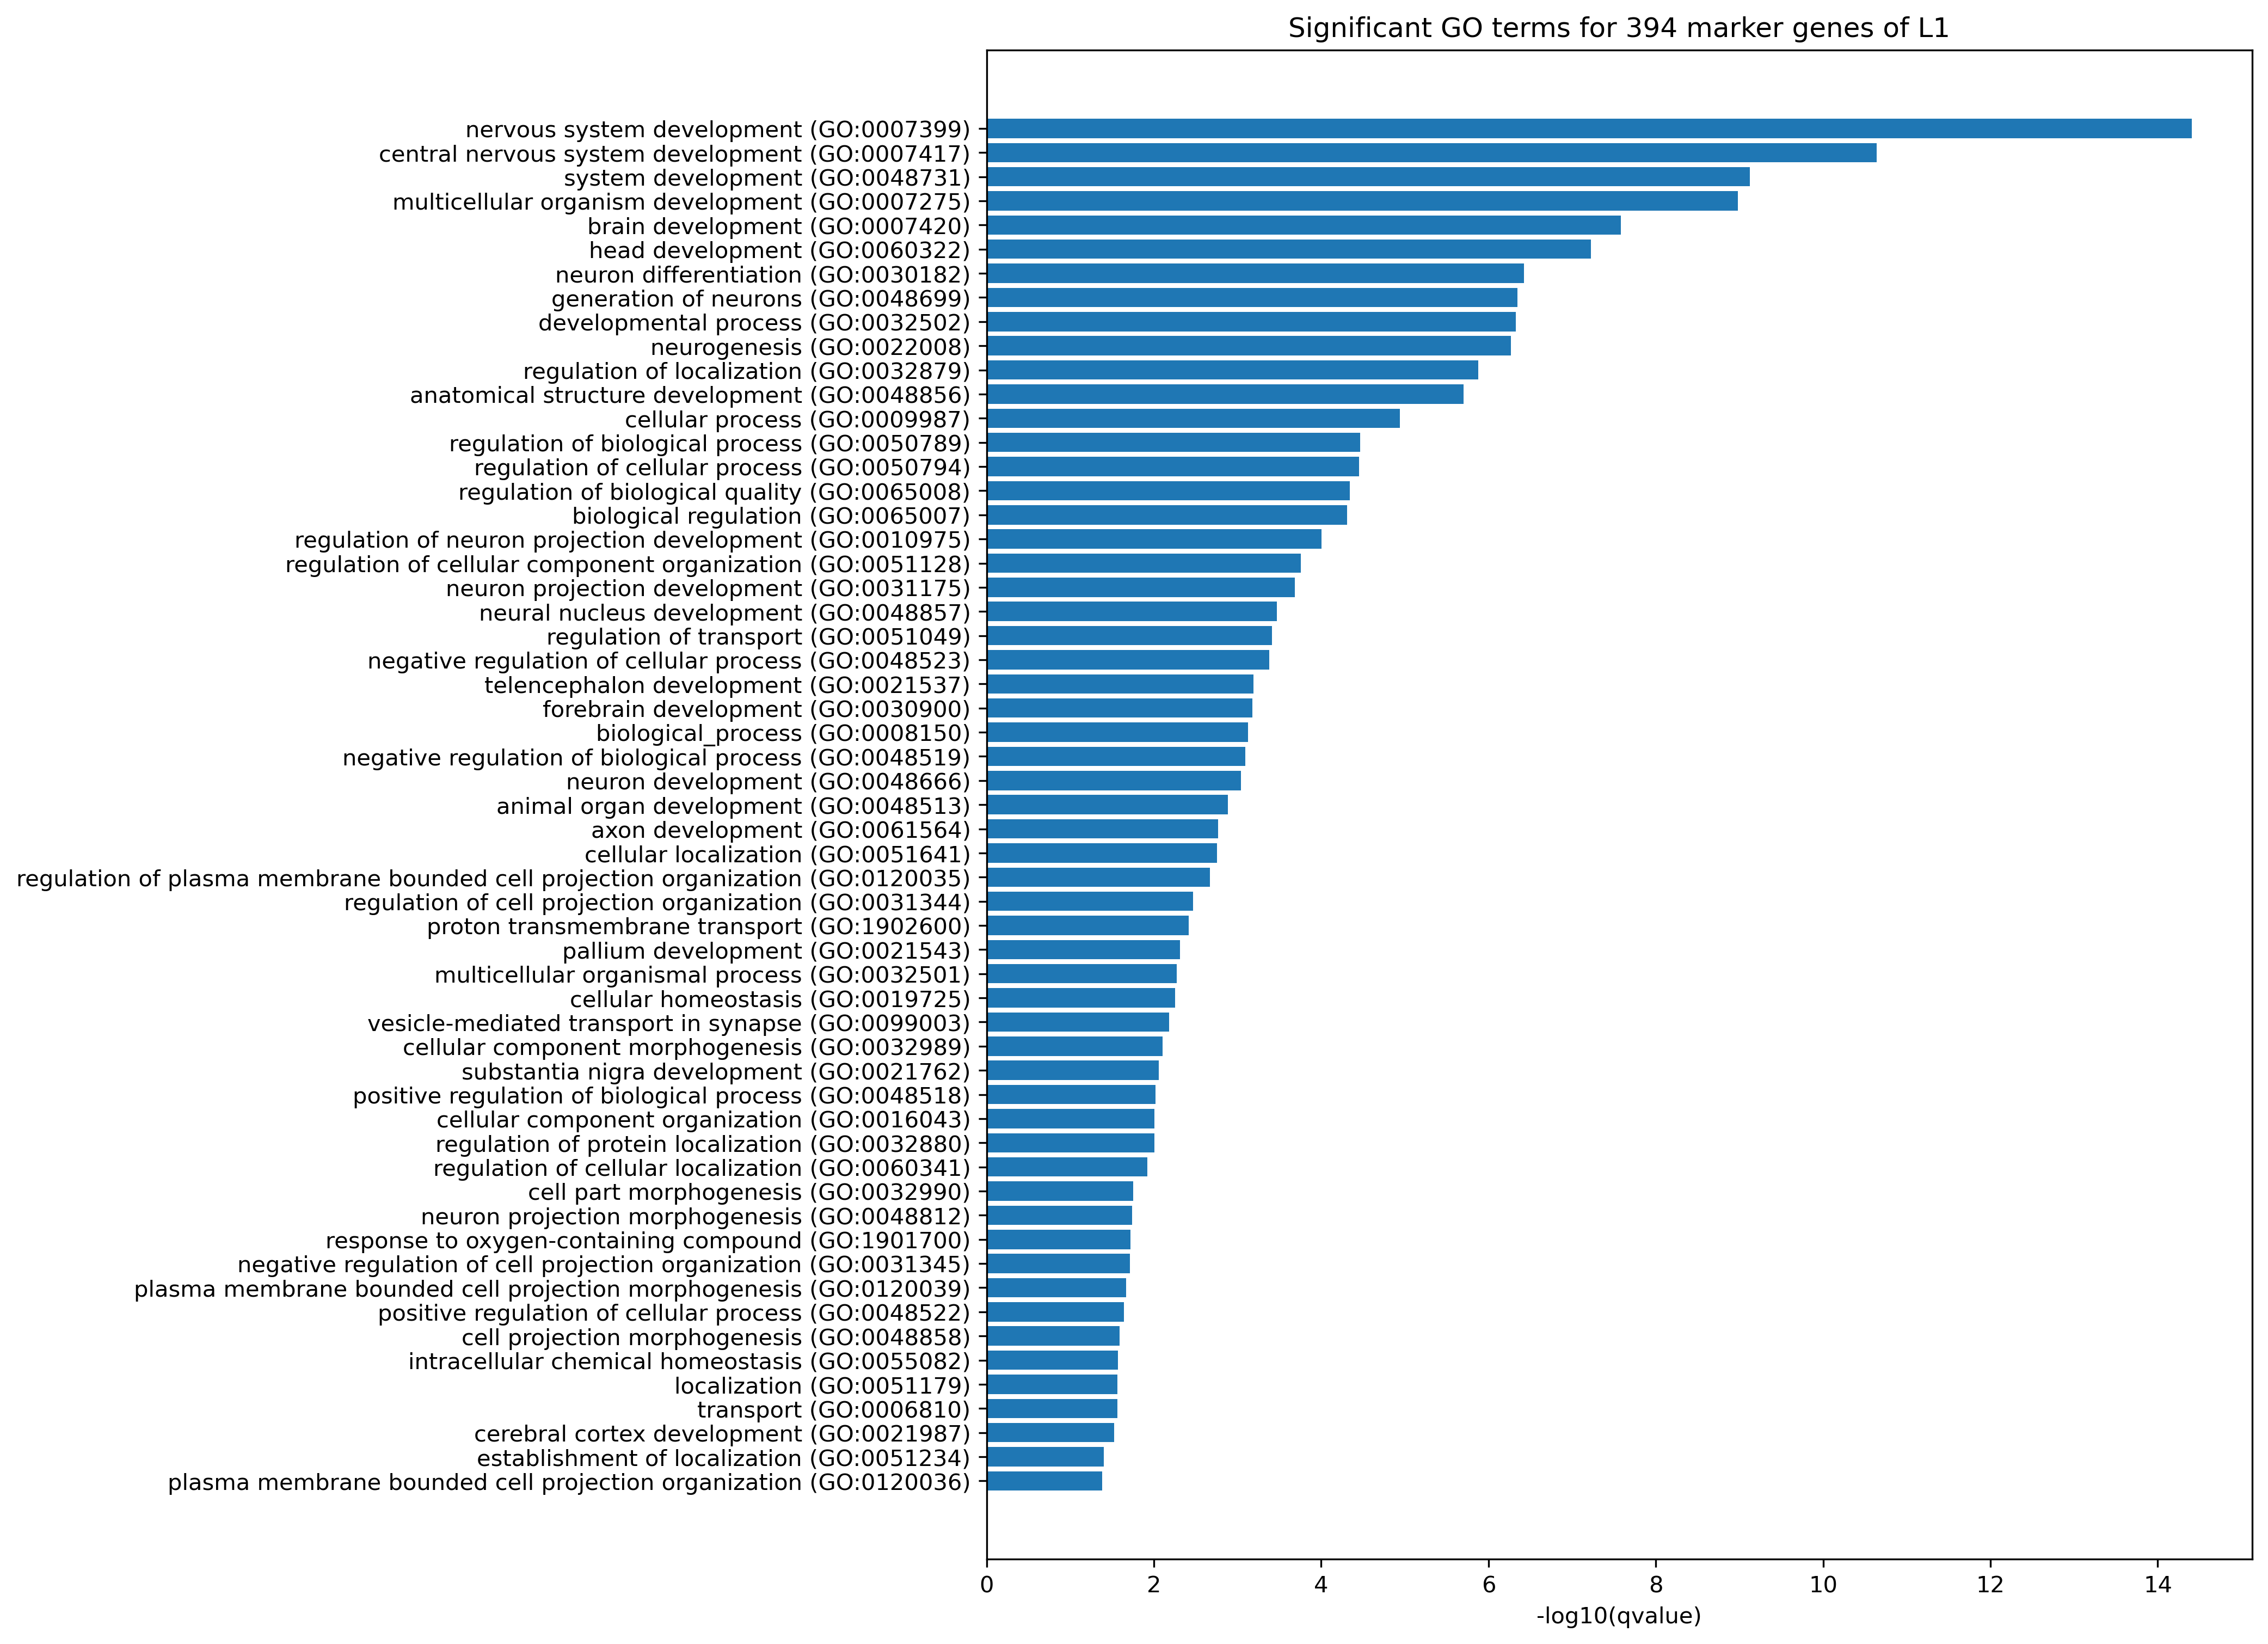 Significant GO terms for 394 marker genes of L1
nervous system development (GO:0007399)
central nervous system development (GO:0007417)
system development (GO:0048731)
multicellular organism development (GO:0007275)
brain development (GO:0007420)
head development (GO:0060322)
neuron differentiation (GO:0030182)
generation of neurons (GO:0048699)
developmental process (GO:0032502)
neurogenesis (GO:0022008)
regulation of localization (GO:0032879)
anatomical structure development (GO:0048856)
cellular process (GO:0009987)
regulation of biological process (GO:0050789)
regulation of cellular process (GO:0050794)
regulation of biological quality (GO:0065008)
biological regulation (GO:0065007)
regulation of neuron projection development (GO:0010975)
regulation of cellular component organization (GO:0051128)
neuron projection development (GO:0031175)
neural nucleus development (GO:0048857)
regulation of transport (GO:0051049)
negative regulation of cellular process (GO:0048523)
telencephalon development (GO:0021537)
forebrain development (GO:0030900)
biological_process (GO:0008150)
negative regulation of biological process (GO:0048519)
neuron development (GO:0048666)
animal organ development (GO:0048513)
axon development (GO:0061564)
cellular localization (GO:0051641)
regulation of plasma membrane bounded cell projection organization (GO:0120035)
regulation of cell projection organization (GO:0031344)
proton transmembrane transport (GO:1902600)
pallium development (GO:0021543)
multicellular organismal process (GO:0032501)
cellular homeostasis (GO:0019725)
vesicle-mediated transport in synapse (GO:0099003)
cellular component morphogenesis (GO:0032989)
substantia nigra development (GO:0021762)
positive regulation of biological process (GO:0048518)
cellular component organization (GO:0016043)
regulation of protein localization (GO:0032880)
regulation of cellular localization (GO:0060341)
cell part morphogenesis (GO:0032990)
neuron projection morphogenesis (GO:0048812)
response to oxygen-containing compound (GO:1901700)
negative regulation of cell projection organization (GO:0031345)
plasma membrane bounded cell projection morphogenesis (GO:0120039)
positive regulation of cellular process (GO:0048522)
cell projection morphogenesis (GO:0048858)
intracellular chemical homeostasis (GO:0055082)
localization (GO:0051179)
transport (GO:0006810)
cerebral cortex development (GO:0021987)
establishment of localization (GO:0051234)
plasma membrane bounded cell projection organization (GO:0120036)
0 2 4 6 8 10 12 14
-log10(qvalue)